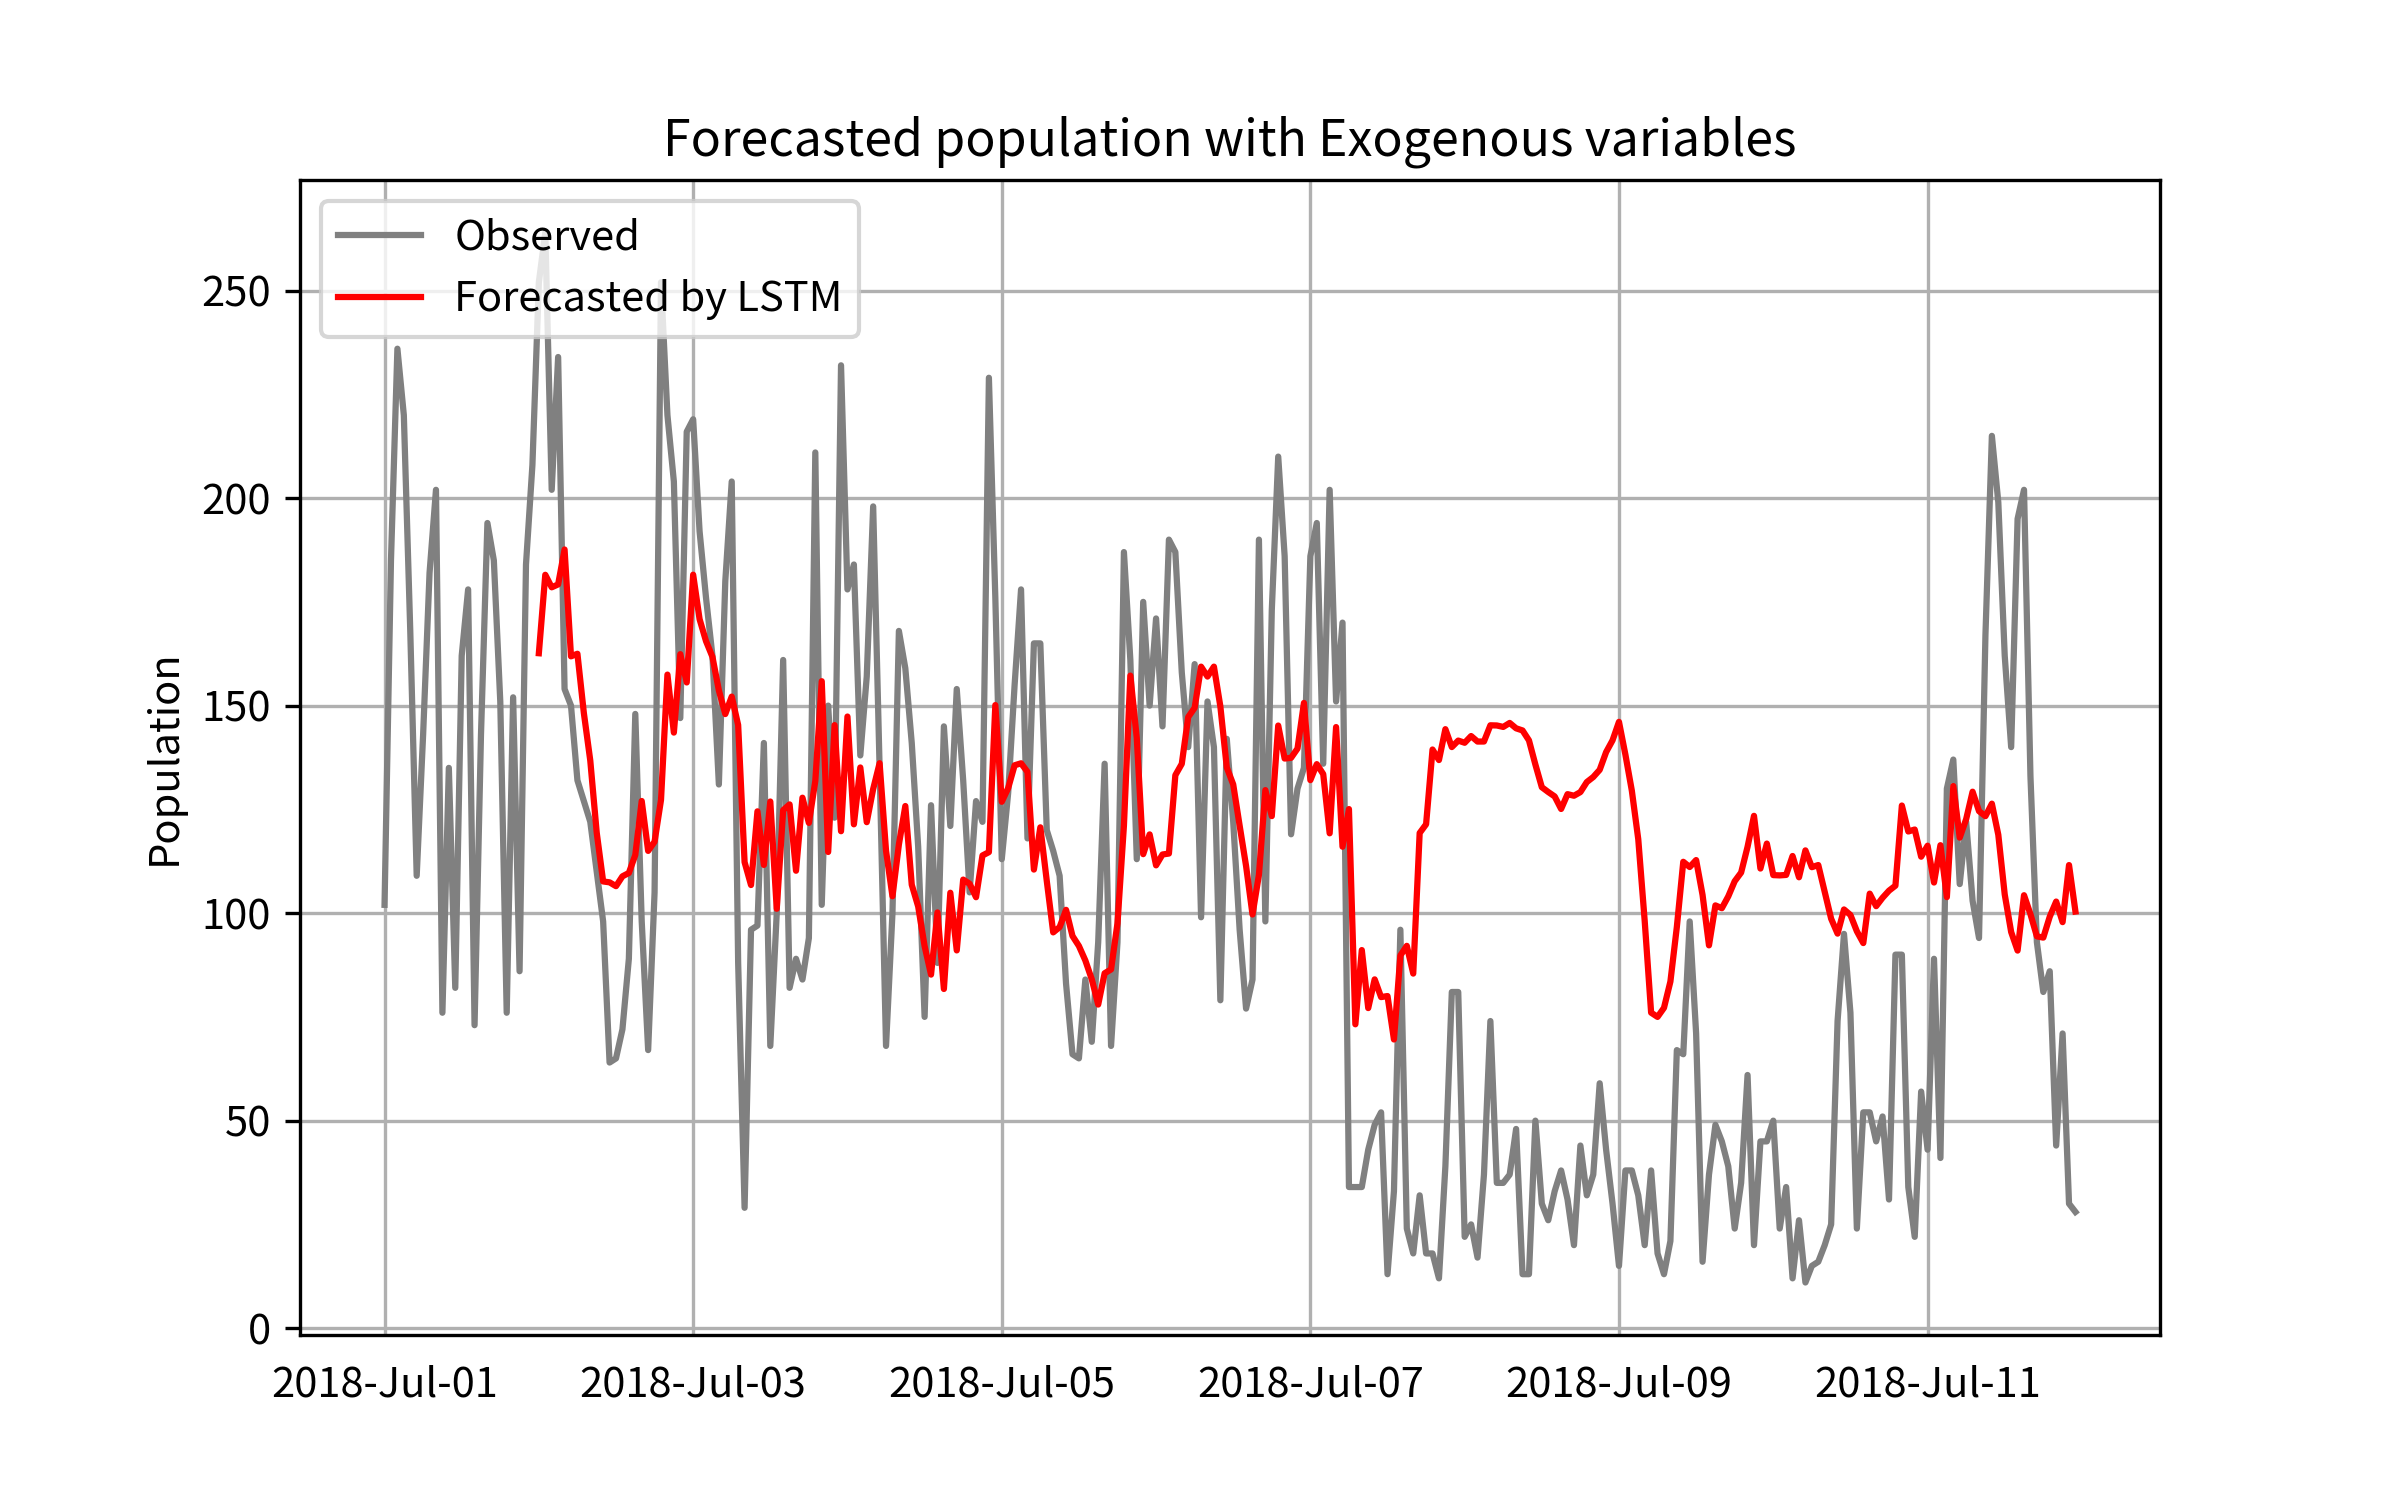 Forecasted population with Exogenous variables
Observed
Forecasted by LSTM
Population
250
200
150
100
50
0
2018-Jul-01 2018-Jul-03 2018-Jul-05 2018-Jul-07 2018-Jul-09 2018-Jul-11